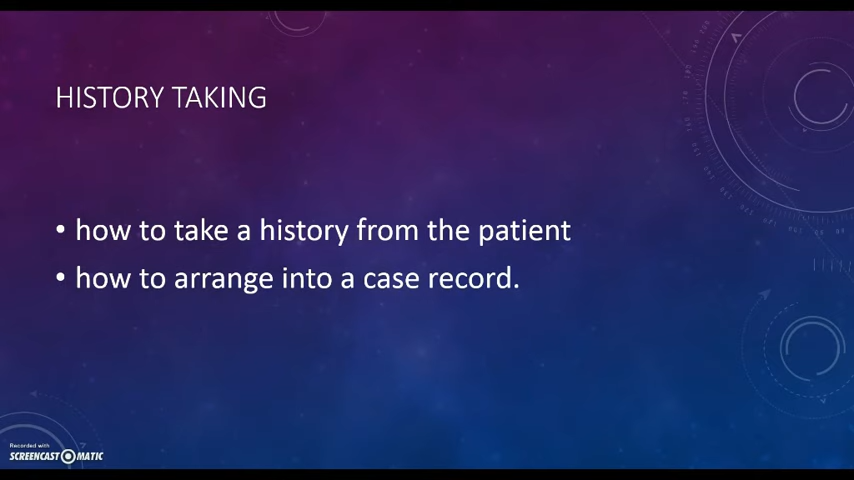 HISTORY TAKING
• how to take a history from the patient
• how to arrange into a case record.
Recorded with
SCREENCAST MATIC